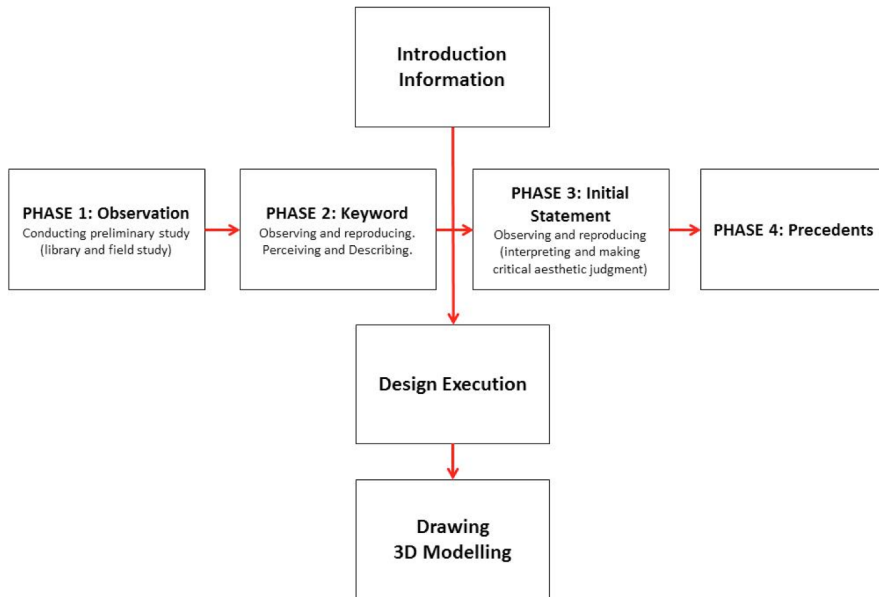 Introduction
Information
PHASE 1: Observation
Conducting preliminary study
(library and field study)
PHASE 2: Keyword
Observing and reproducing.
Perceiving and Describing.
PHASE 3: Initial
Statement
Observing and reproducing
(interpreting and making
critical aesthetic judgment)
PHASE 4: Precedents
Design Execution
Drawing
3D Modelling